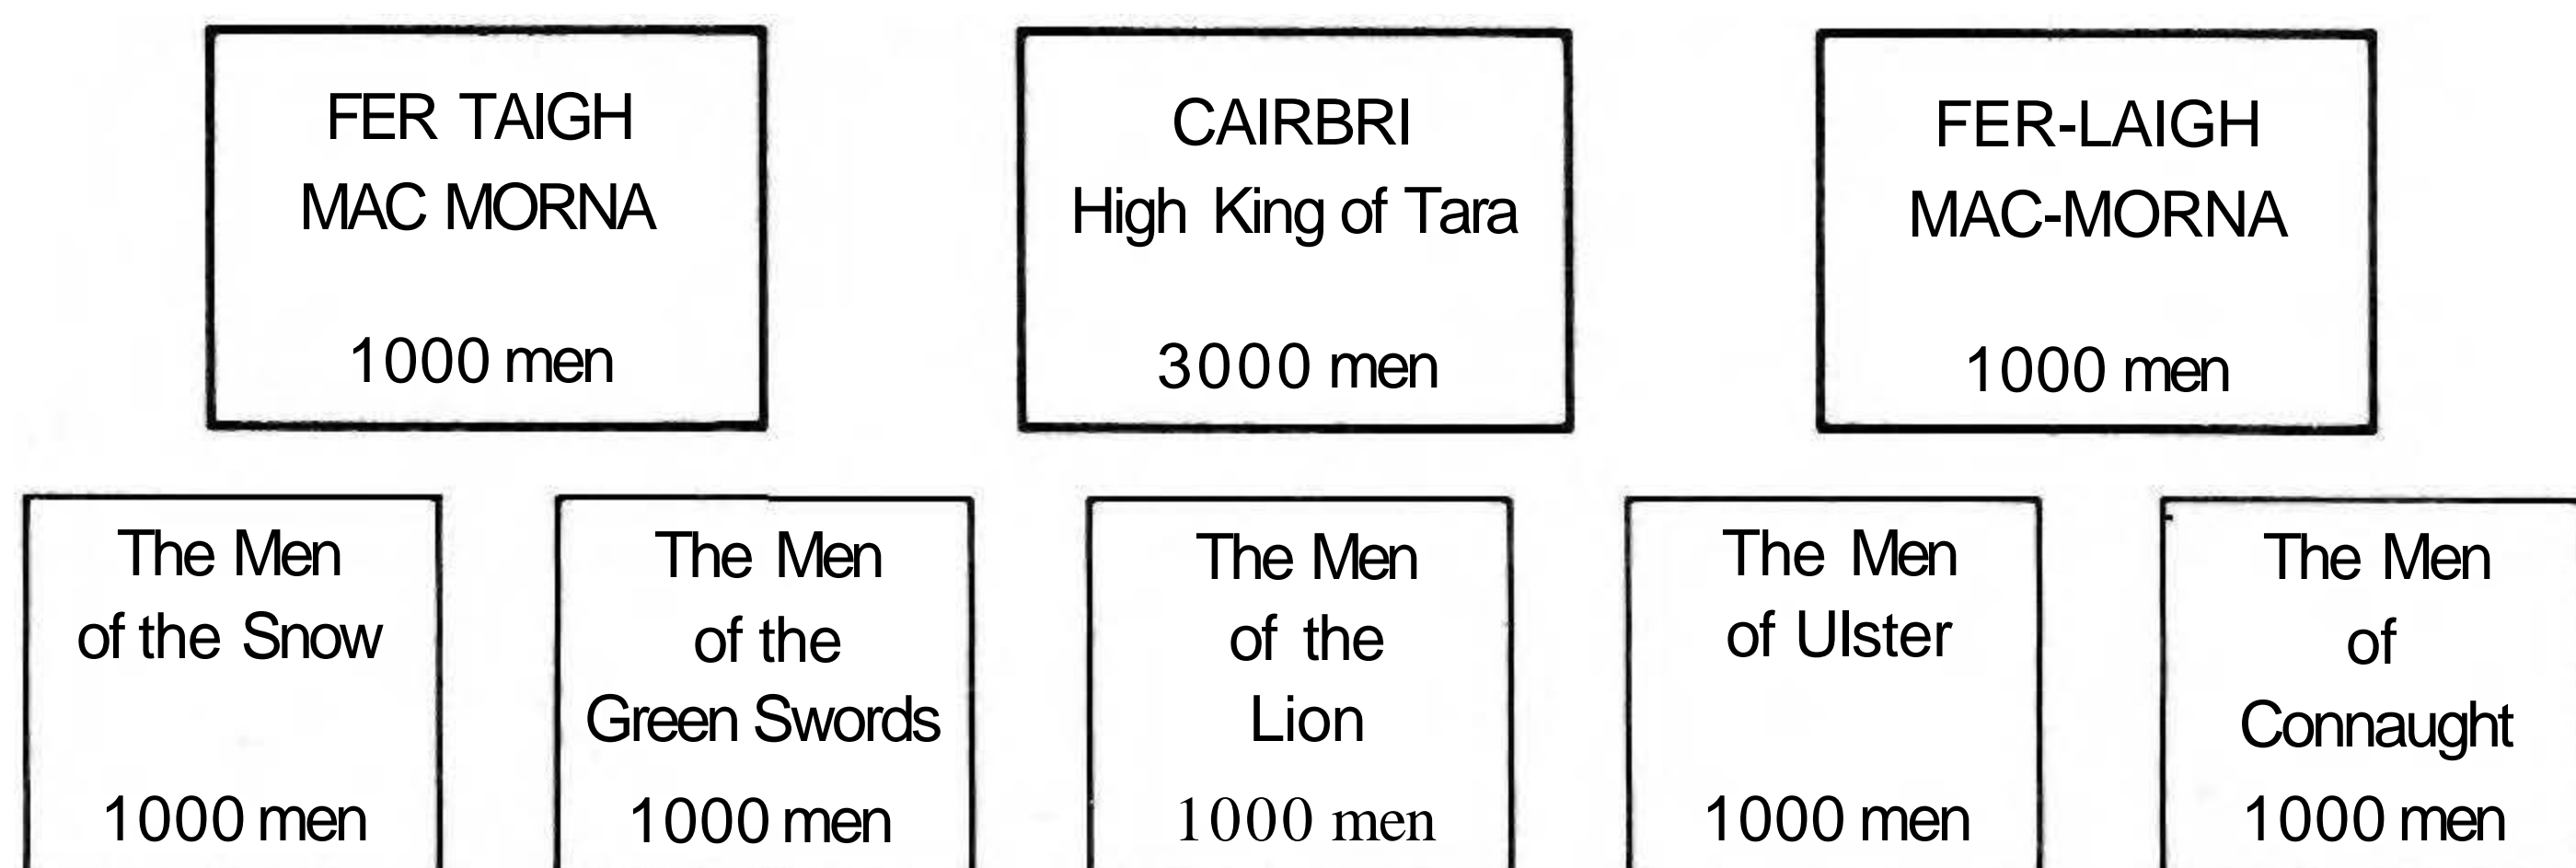 FER TAIGH
MAC MORNA
1000 men
CAIRBRI
High King of Tara
3000 men
FER-LAIGH
MAC-MORNA
1000 men
The Men
of the Snow
1000 men
The Men
of the
Green Swords
1000 men
The Men
of the
Lion
1000 men
The Men
of Ulster
1000 men
The Men
of
Connaught
1000 men